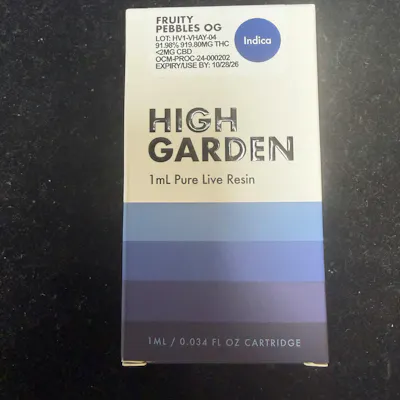 FRUITY
PEBBLES OG
LOT: HV1-VHAY-04
91.98% 919.80MG THC
<2MG CBD
OCM-PROC-24-000202
EXPIRY/USE BY: 10/28/26
Indica
HIGH
GARDEN
1mL Pure Live Resin
1ML / 0.034 FL OZ CARTRIDGE